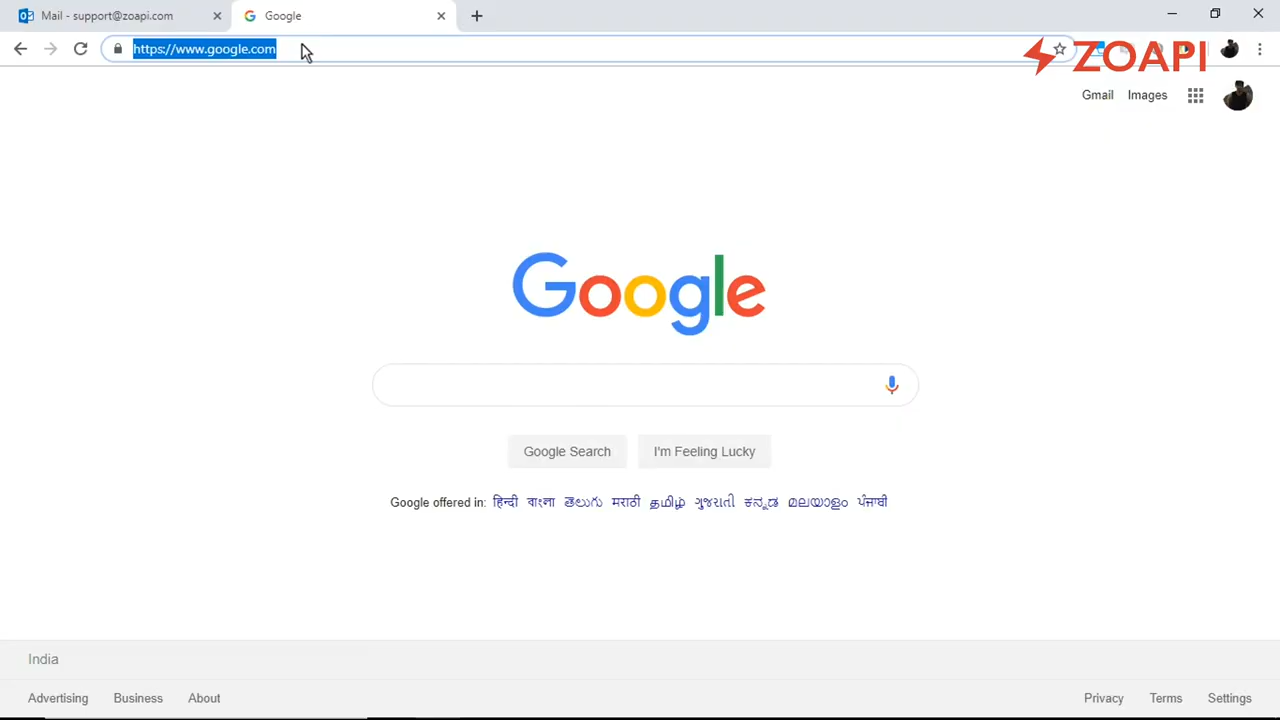 Mail - support@zoapi.com
Google
https://www.google.com
ZOAPI
Gmail Images
Google
Google Search I'm Feeling Lucky
Google offered in: हिन्दी বাংলা తెలుగు मराठी தமிழ் ગુજરાતી ಕನ್ನಡ മലയാളം ਪੰਜਾਬੀ
India
Advertising Business About
Privacy Terms Settings